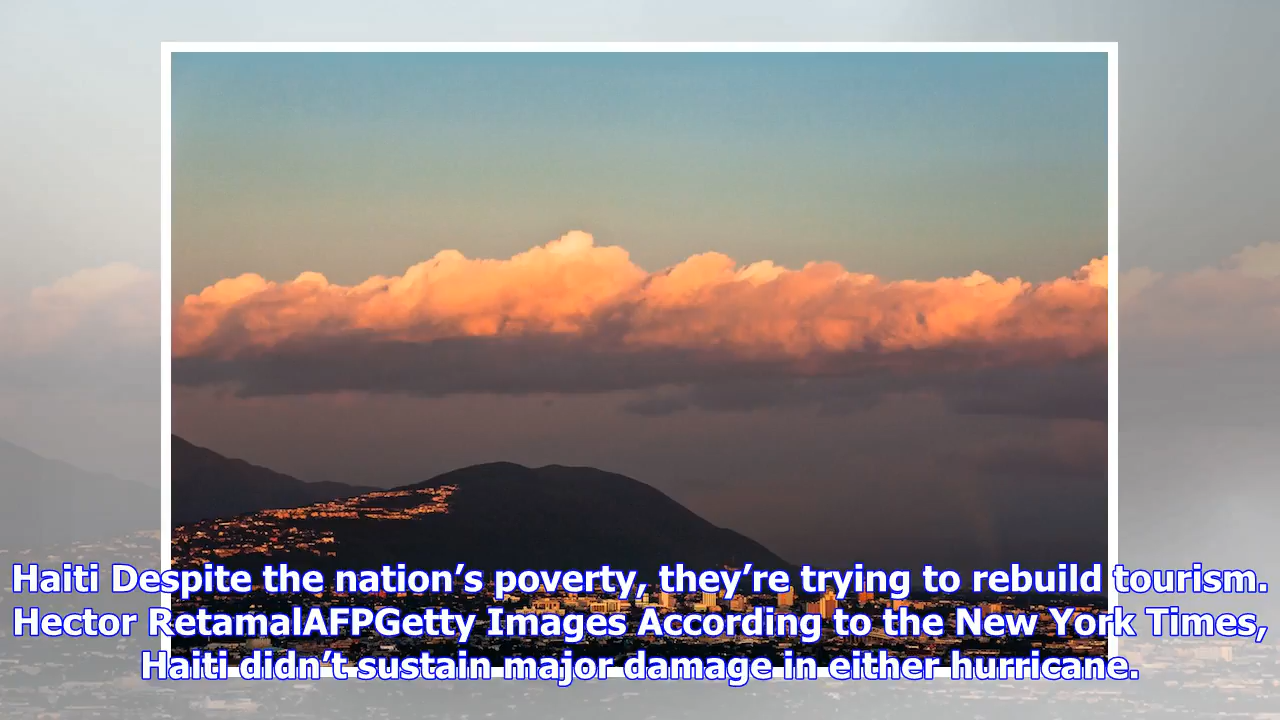 Haiti Despite the nation’s poverty, they’re trying to rebuild tourism.
Hector RetamalAFPGetty Images According to the New York Times,
Haiti didn’t sustain major damage in either hurricane.